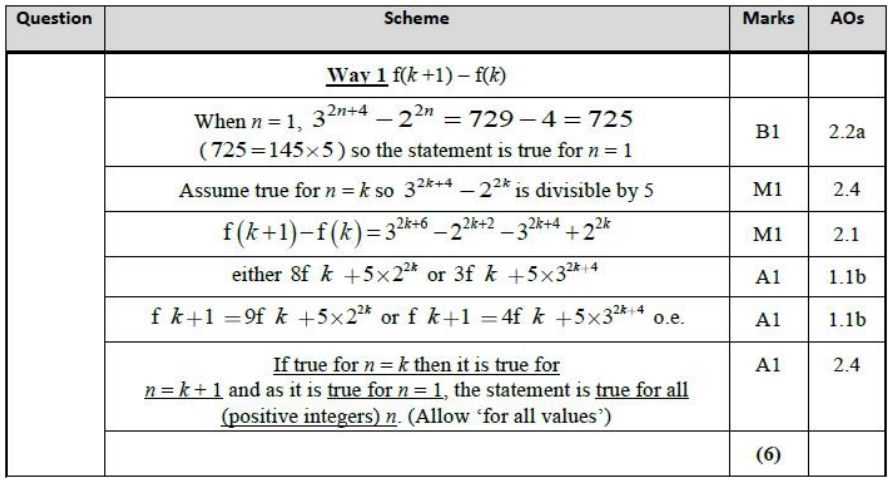 Question Scheme Marks AOs
Way 1 f(k +1) – f(k)
When n = 1, 3^{2n+4} − 2^{2n} = 729 − 4 = 725
(725 = 145×5) so the statement is true for n = 1 B1 2.2a
Assume true for n = k so 3^{2k+4} − 2^{2k} is divisible by 5 M1 2.4
f(k+1)−f(k) = 3^{2k+6} − 2^{2k+2} − 3^{2k+4} + 2^{2k} M1 2.1
either 8f k +5×2^{2k} or 3f k +5×3^{2k+4} A1 1.1b
f k+1 =9f k +5×2^{2k} or f k+1 =4f k +5×3^{2k+4} o.e. A1 1.1b
If true for n = k then it is true for A1 2.4
n = k + 1 and as it is true for n = 1, the statement is true for all
(positive integers) n. (Allow ‘for all values’)
(6)